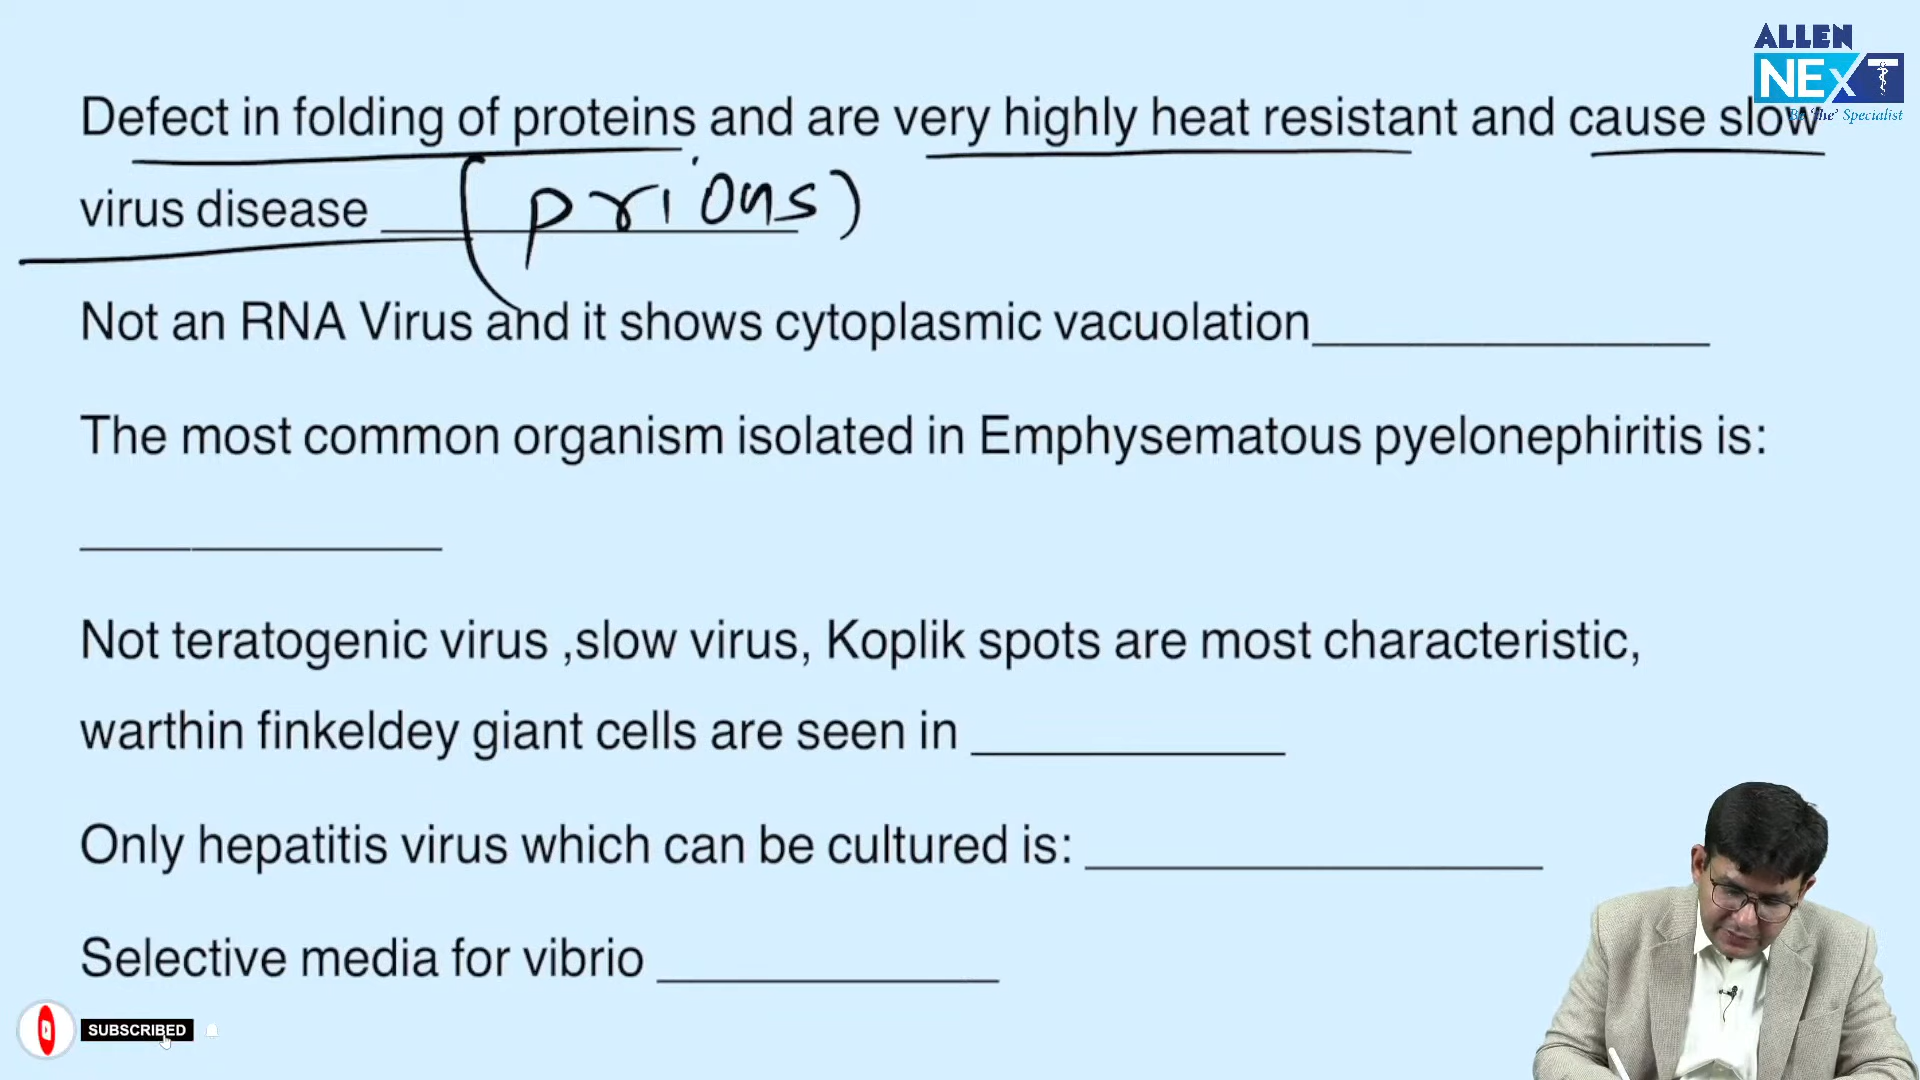 ALLEN
NExT
Be 'the' Specialist
Defect in folding of proteins and are very highly heat resistant and cause slow
virus disease (prions)
Not an RNA Virus and it shows cytoplasmic vacuolation
The most common organism isolated in Emphysematous pyelonephiritis is:
Not teratogenic virus ,slow virus, Koplik spots are most characteristic,
warthin finkeldey giant cells are seen in
Only hepatitis virus which can be cultured is:
Selective media for vibrio
SUBSCRIBED